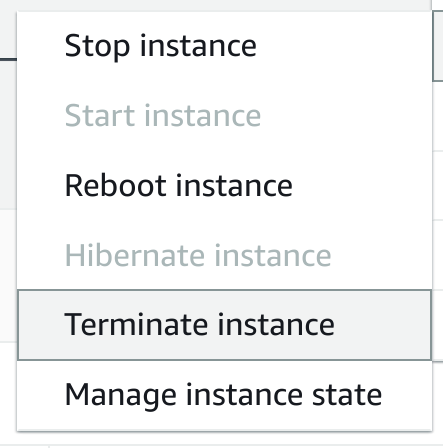 Stop instance
Start instance
Reboot instance
Hibernate instance
Terminate instance
Manage instance state